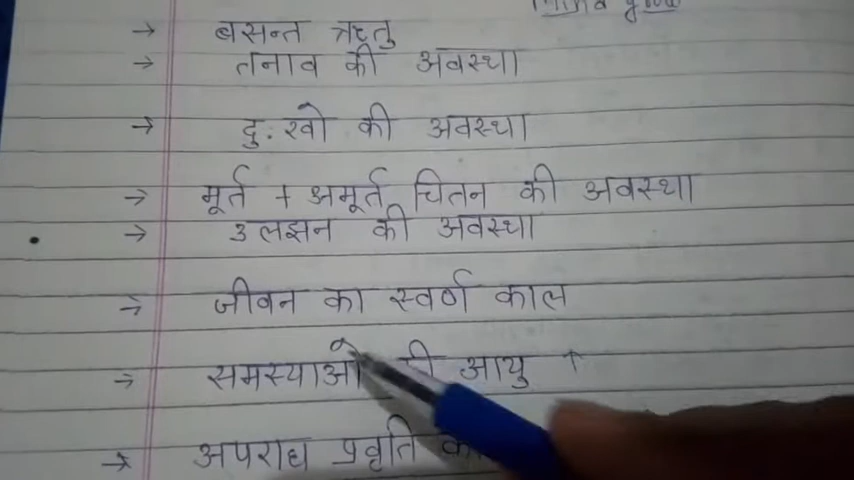 → बसन्त ऋतु
→ तनाव की अवस्था
→ दु:खो की अवस्था
→ मूर्त + अमूर्त चितन की अवस्था
→ उलझन की अवस्था
→ जीवन का स्वर्ण काल
→ समस्याओ की आयु ↑
→ अपराध प्रवृति